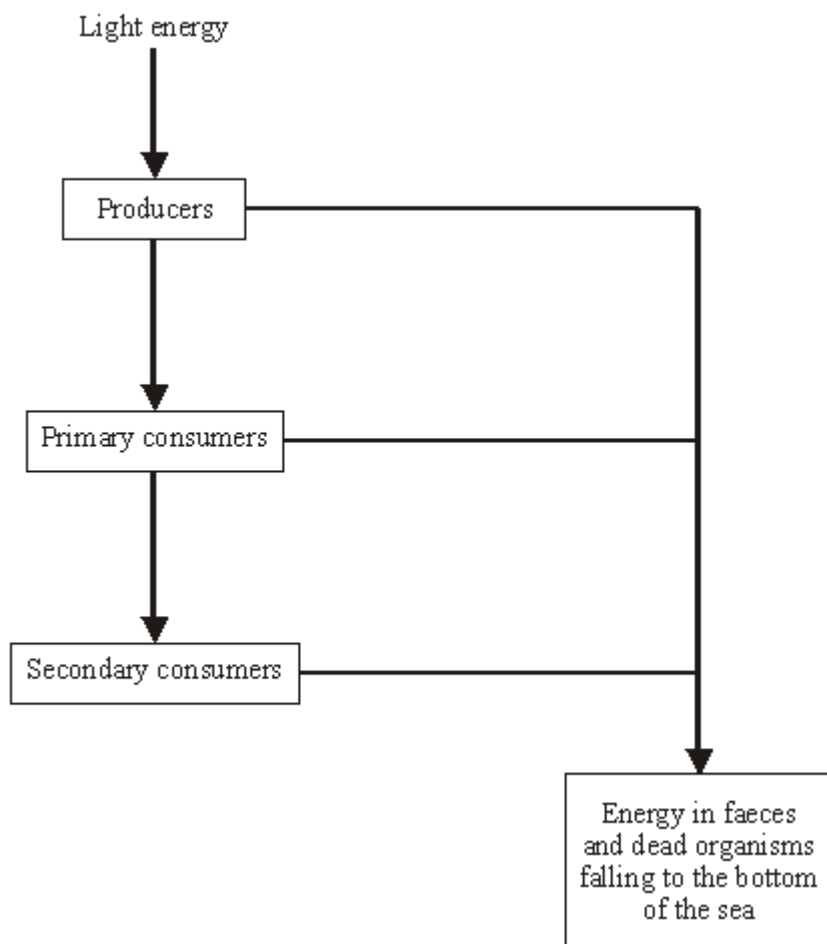 Light energy
Producers
Primary consumers
Secondary consumers
Energy in faeces
and dead organisms
falling to the bottom
of the sea